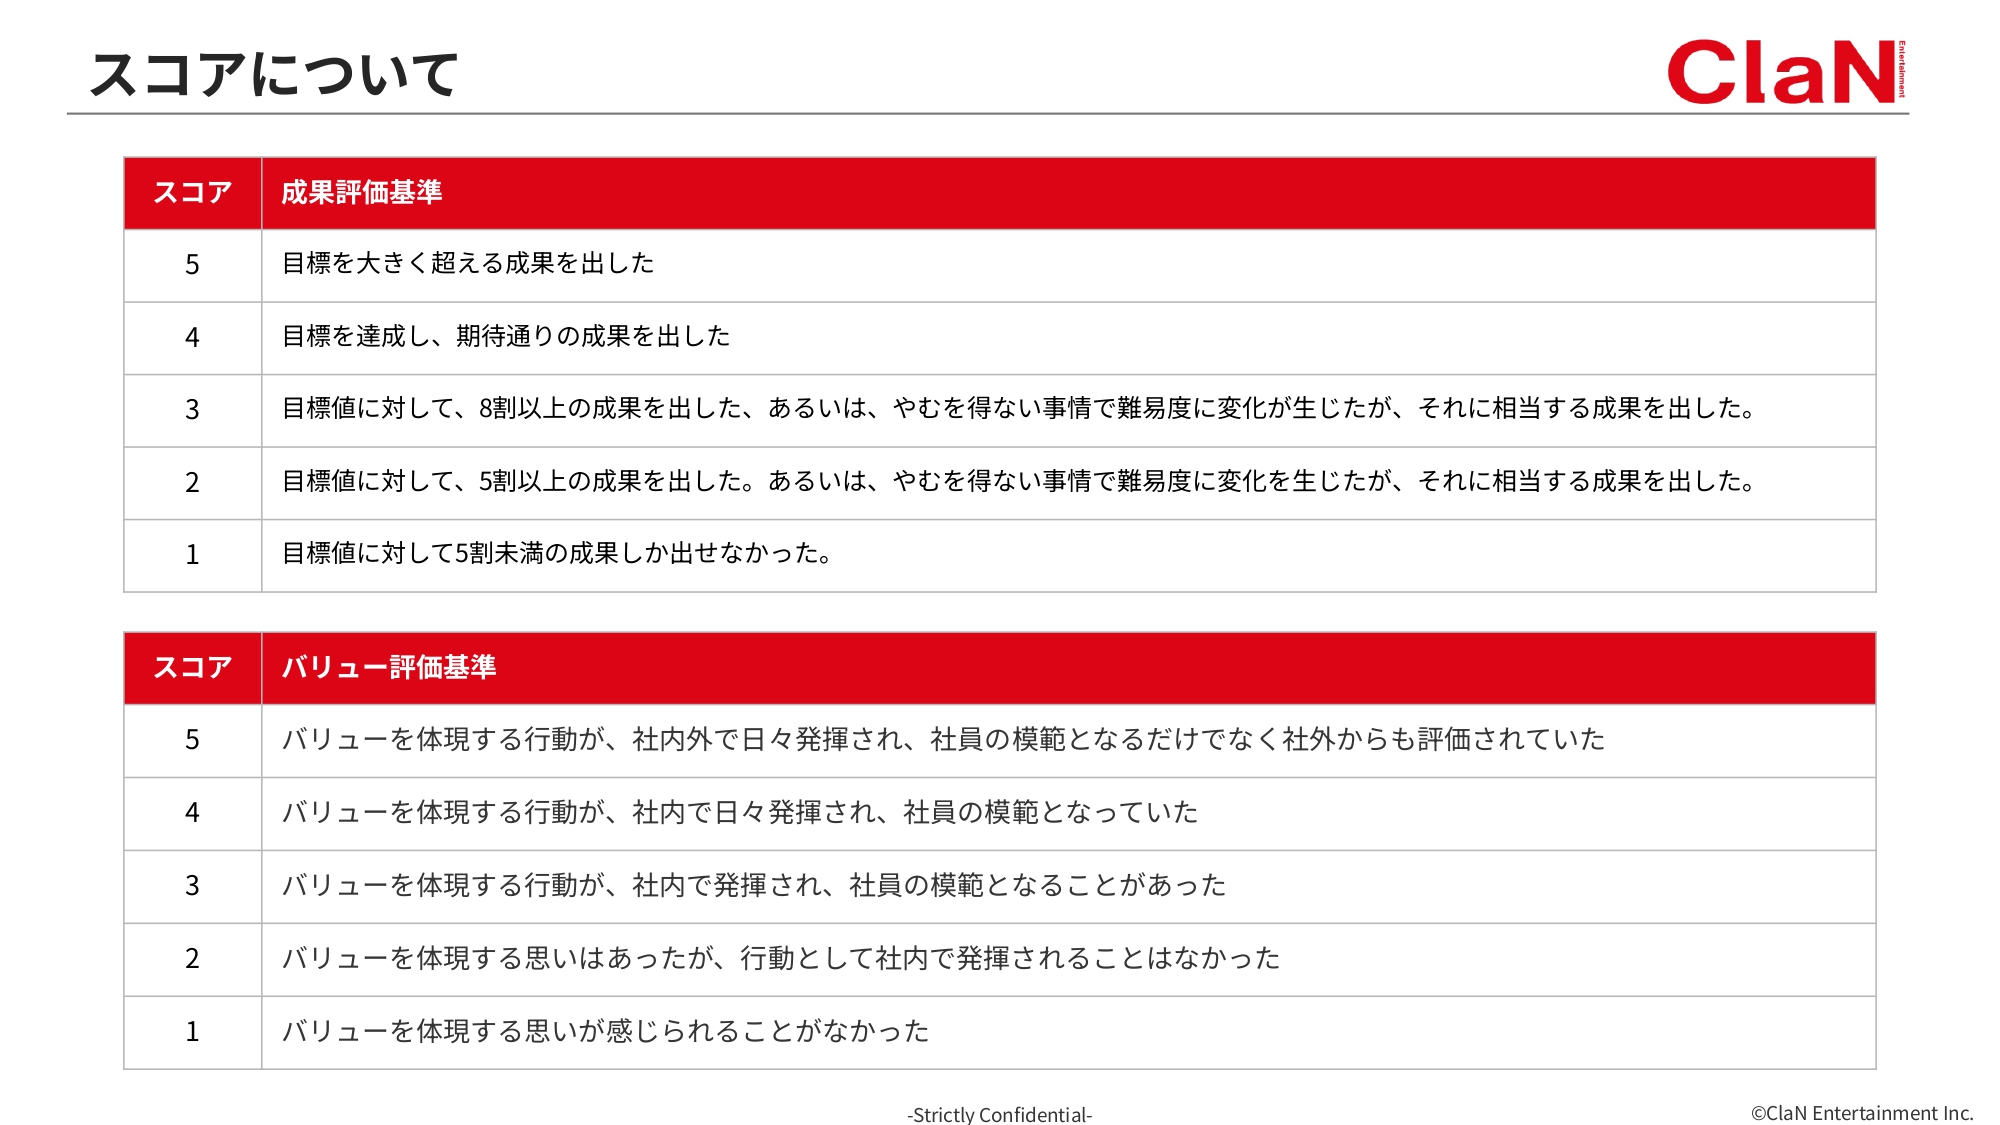 スコアについて
ClaN Entertainment
スコア 成果評価基準
5 目標を大きく超える成果を出した
4 目標を達成し、期待通りの成果を出した
3 目標値に対して、8割以上の成果を出した、あるいは、やむを得ない事情で難易度に変化が生じたが、それに相当する成果を出した。
2 目標値に対して、5割以上の成果を出した。あるいは、やむを得ない事情で難易度に変化を生じたが、それに相当する成果を出した。
1 目標値に対して5割未満の成果しか出せなかった。
スコア バリュー評価基準
5 バリューを体現する行動が、社内外で日々発揮され、社員の模範となるだけでなく社外からも評価されていた
4 バリューを体現する行動が、社内で日々発揮され、社員の模範となっていた
3 バリューを体現する行動が、社内で発揮され、社員の模範となることがあった
2 バリューを体現する思いはあったが、行動として社内で発揮されることはなかった
1 バリューを体現する思いが感じられることがなかった
-Strictly Confidential-
©ClaN Entertainment Inc.